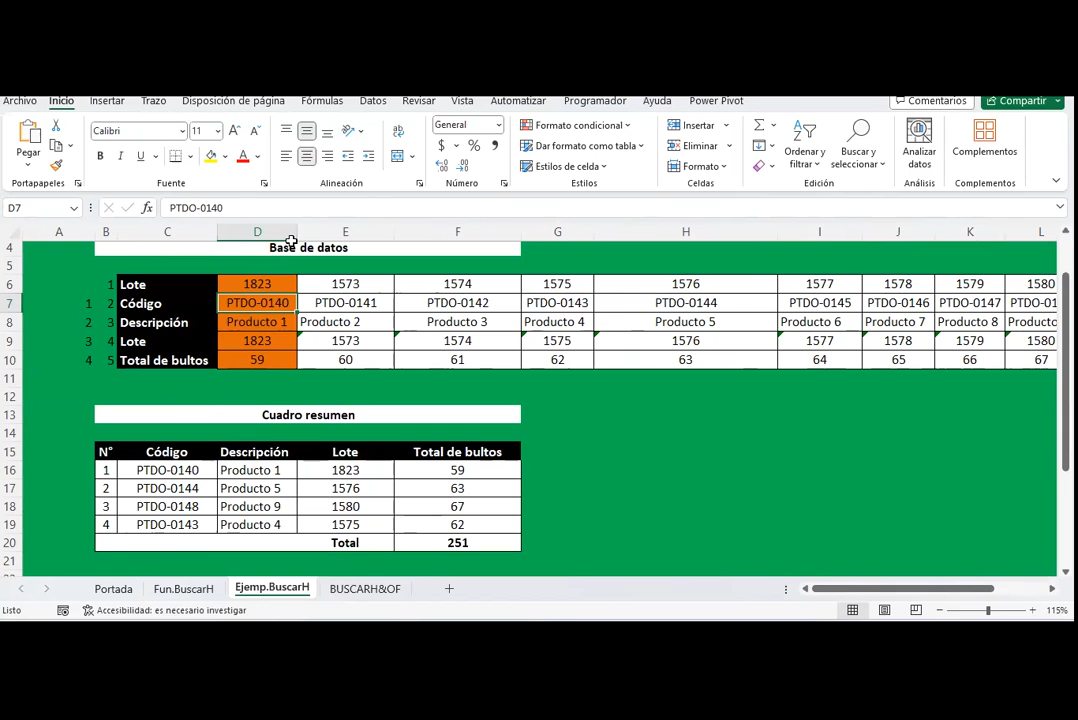 Archivo Inicio Insertar Trazo Disposición de página Fórmulas Datos Revisar Vista Automatizar Programador Ayuda Power Pivot Comentarios Compartir
Pegar
Calibri 11
N K S A
General
$ % 000
Formato condicional
Dar formato como tabla
Estilos de celda
Insertar
Eliminar
Formato
Ordenar y filtrar
Buscar y seleccionar
Analizar datos
Complementos
Portapapeles Fuente Alineación Número Estilos Celdas Edición Análisis Complementos
D7 fx PTDO-0140
A B C D E F G H I J K L
4 Base de datos
5
6 1 Lote 1823 1573 1574 1575 1576 1577 1578 1579 1580
7 1 2 Código PTDO-0140 PTDO-0141 PTDO-0142 PTDO-0143 PTDO-0144 PTDO-0145 PTDO-0146 PTDO-0147 PTDO-01
8 2 3 Descripción Producto 1 Producto 2 Producto 3 Producto 4 Producto 5 Producto 6 Producto 7 Producto 8 Producto
9 3 4 Lote 1823 1573 1574 1575 1576 1577 1578 1579 1580
10 4 5 Total de bultos 59 60 61 62 63 64 65 66 67
11
12
13 Cuadro resumen
14
15 N° Código Descripción Lote Total de bultos
16 1 PTDO-0140 Producto 1 1823 59
17 2 PTDO-0144 Producto 5 1576 63
18 3 PTDO-0148 Producto 9 1580 67
19 4 PTDO-0143 Producto 4 1575 62
20 Total 251
21
Portada Fun.BuscarH Ejemp.BuscarH BUSCARH&OF
Listo Accesibilidad: es necesario investigar 115%